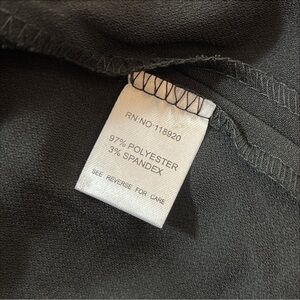 RN:NO:118920
97% POLYESTER
3% SPANDEX
SEE REVERSE FOR CARE